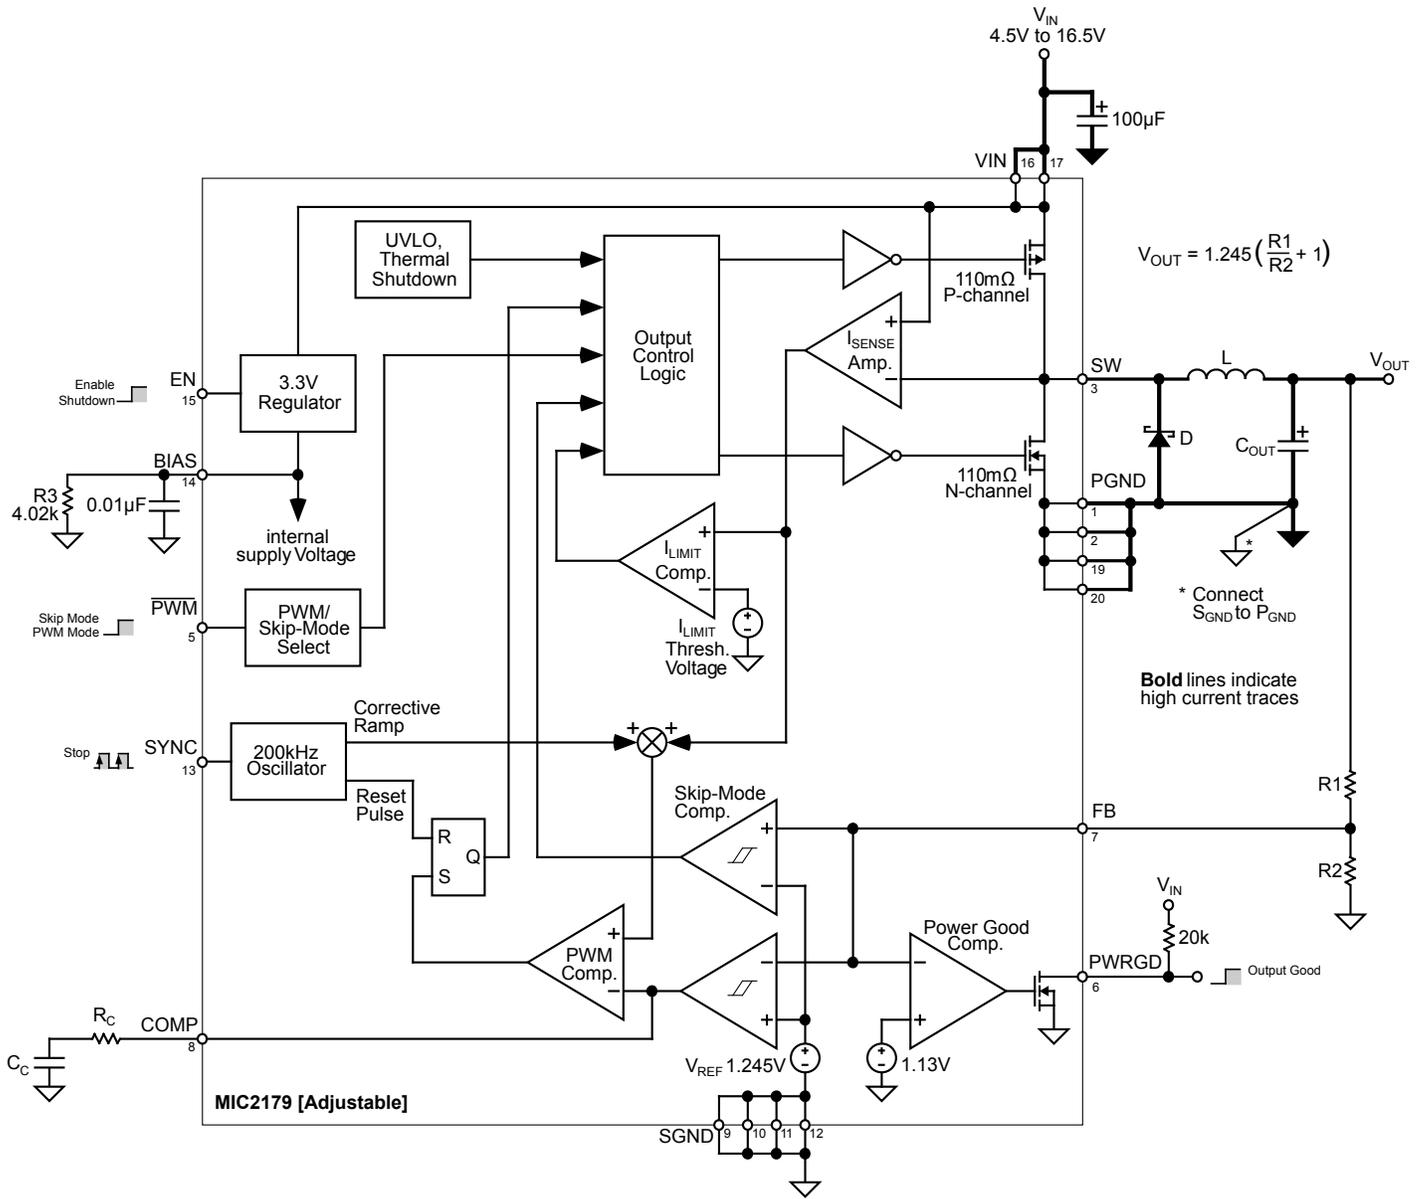 VIN
4.5V to 16.5V
100µF
+
VIN
16
17
VOUT = 1.245 ( R1
R2 + 1 )
UVLO,
Thermal
Shutdown
110mΩ
P-channel
Output
Control
Logic
ISENSE
Amp.
+
−
Enable
Shutdown
EN
15
3.3V
Regulator
SW
3
L
VOUT
D
COUT
+
BIAS
14
R3
4.02k
0.01µF
internal
supply Voltage
110mΩ
N-channel
PGND
1
2
19
20
*
* Connect
SGND to PGND
ILIMIT
Comp.
+
−
ILIMIT
Thresh.
Voltage
+
−
Skip Mode
PWM Mode
PWM
5
PWM/
Skip-Mode
Select
Bold lines indicate
high current traces
Corrective
Ramp
+
+
Stop
SYNC
13
200kHz
Oscillator
Reset
Pulse
Skip-Mode
Comp.
+
−
R
S
Q
FB
7
R1
R2
PWM
Comp.
+
−
−
+
Power Good
Comp.
−
+
VIN
20k
PWRGD
6
Output Good
RC
COMP
8
CC
VREF 1.245V
+
−
+
−
1.13V
MIC2179 [Adjustable]
SGND
9
10
11
12